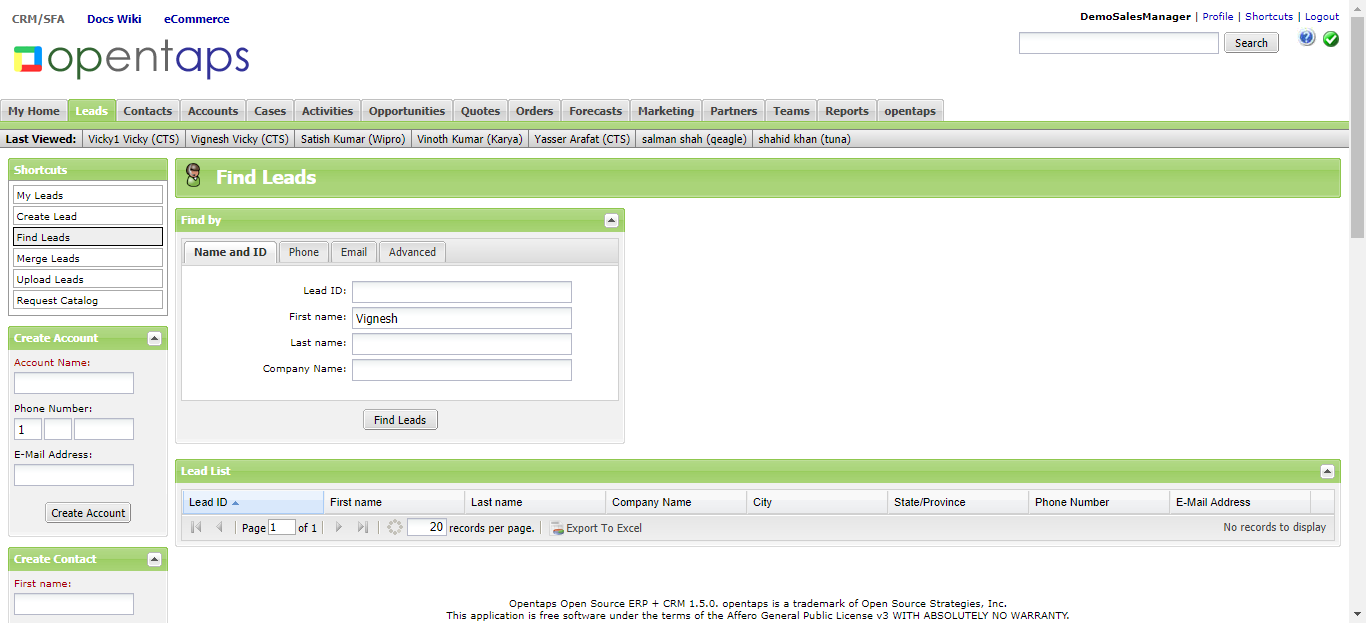 CRM/SFA Docs Wiki eCommerce
DemoSalesManager | Profile | Shortcuts | Logout
opentaps
Search
My Home Leads Contacts Accounts Cases Activities Opportunities Quotes Orders Forecasts Marketing Partners Teams Reports opentaps
Last Viewed: Vicky1 Vicky (CTS) Vignesh Vicky (CTS) Satish Kumar (Wipro) Vinoth Kumar (Karya) Yasser Arafat (CTS) salman shah (qeagle) shahid khan (tuna)
Shortcuts
My Leads
Create Lead
Find Leads
Merge Leads
Upload Leads
Request Catalog
Create Account
Account Name:
Phone Number:
1
E-Mail Address:
Create Account
Create Contact
First name:
Find Leads
Find by
Name and ID Phone Email Advanced
Lead ID:
First name: Vignesh
Last name:
Company Name:
Find Leads
Lead List
Lead ID First name Last name Company Name City State/Province Phone Number E-Mail Address
Page 1 of 1 20 records per page. Export To Excel No records to display
Opentaps Open Source ERP + CRM 1.5.0. opentaps is a trademark of Open Source Strategies, Inc.
This application is free software under the terms of the Affero General Public License v3 WITH ABSOLUTELY NO WARRANTY.